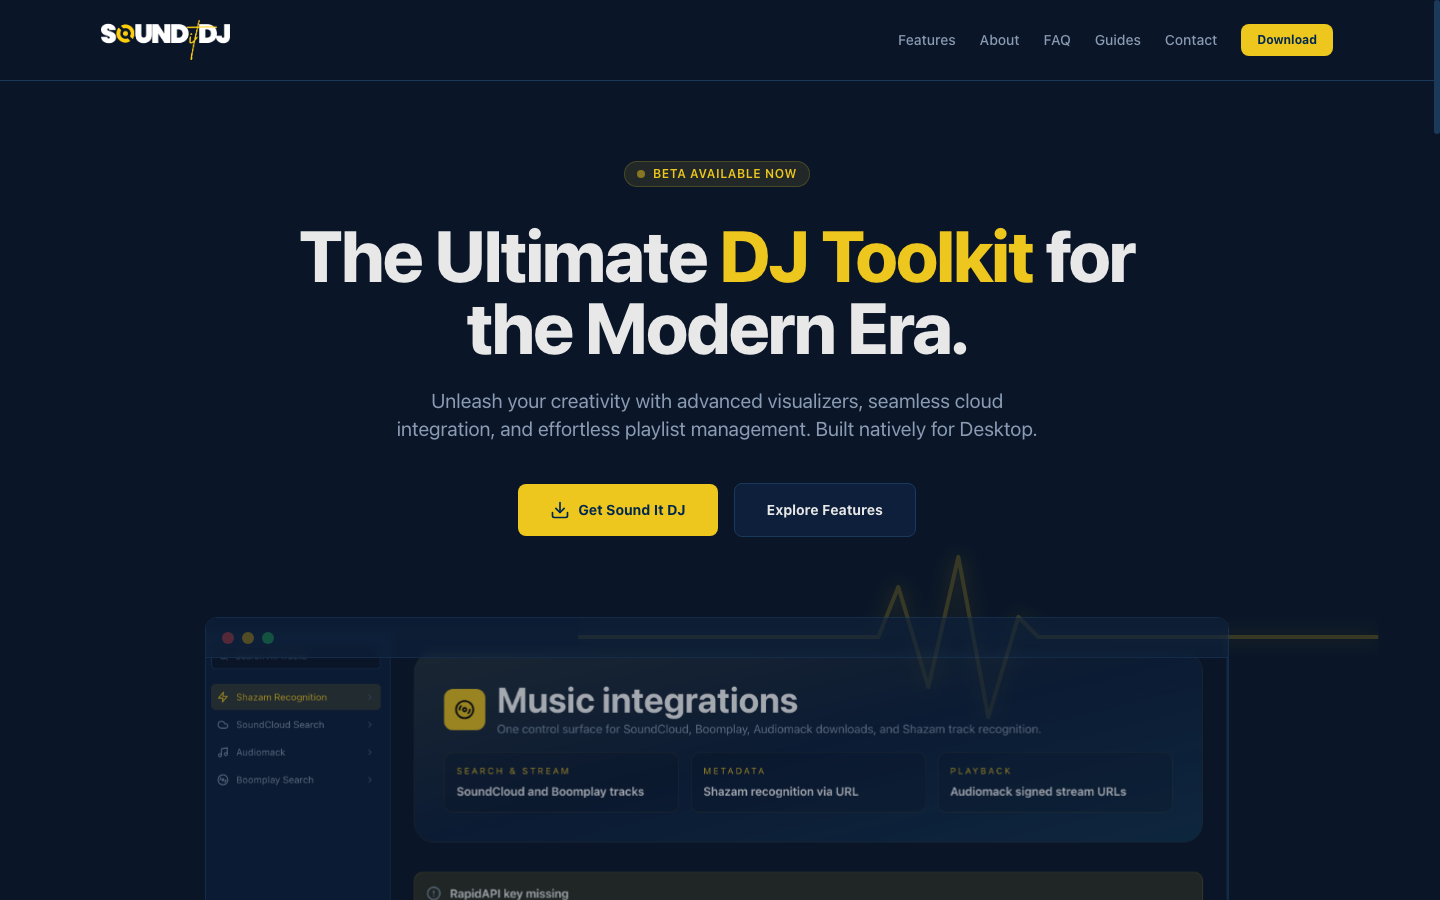 SOUND it DJ
Features
About
FAQ
Guides
Contact
Download
BETA AVAILABLE NOW
The Ultimate DJ Toolkit for
the Modern Era.
Unleash your creativity with advanced visualizers, seamless cloud
integration, and effortless playlist management. Built natively for Desktop.
Get Sound It DJ
Explore Features
Shazam Recognition
SoundCloud Search
Audiomack
Boomplay Search
Music integrations
One control surface for SoundCloud, Boomplay, Audiomack downloads, and Shazam track recognition.
SEARCH & STREAM
SoundCloud and Boomplay tracks
METADATA
Shazam recognition via URL
PLAYBACK
Audiomack signed stream URLs
RapidAPI key missing